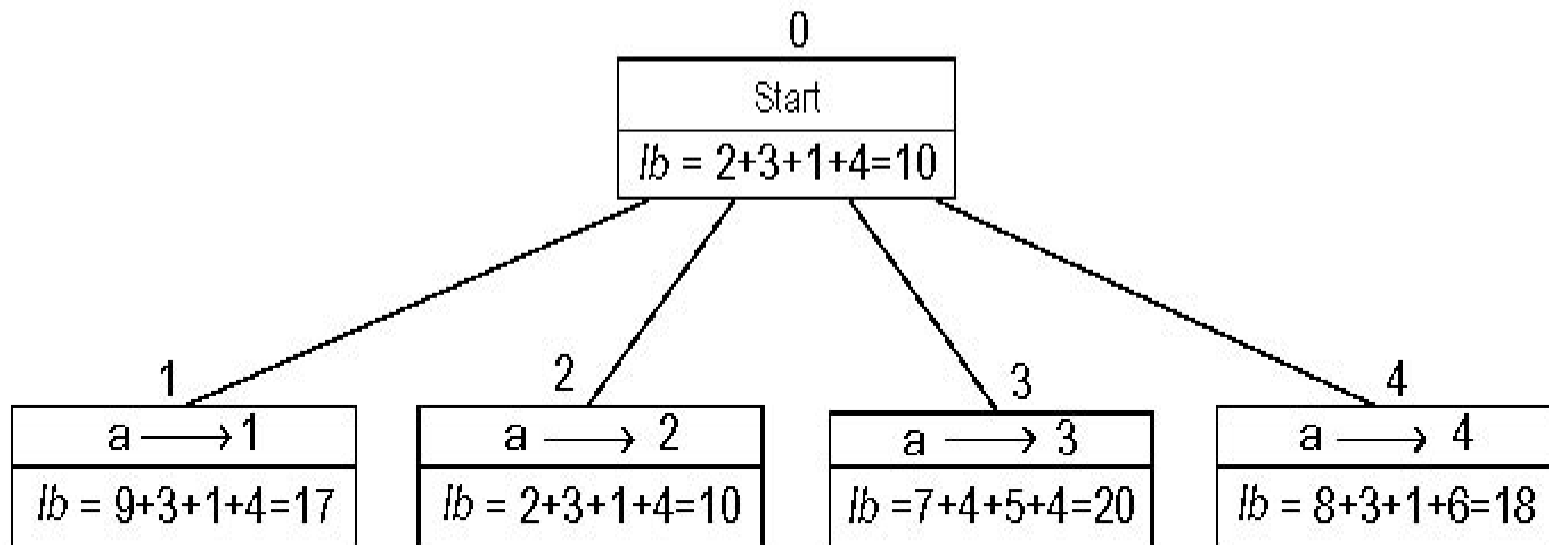 0
Start
lb = 2+3+1+4=10
1
2
3
4
a ⟶ 1
a ⟶ 2
a ⟶ 3
a ⟶ 4
lb = 9+3+1+4=17
lb = 2+3+1+4=10
lb =7+4+5+4=20
lb = 8+3+1+6=18